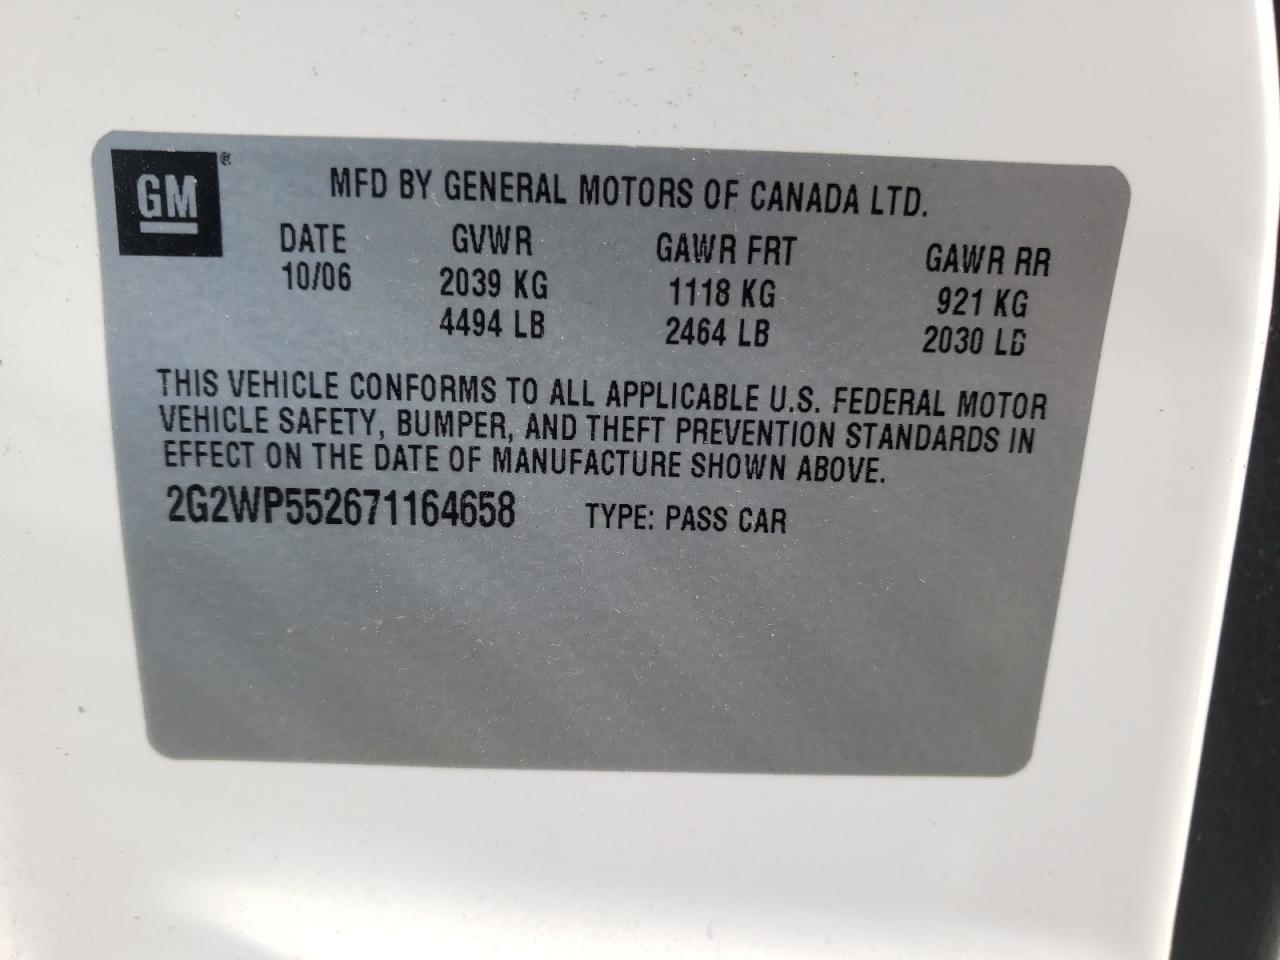 GM ®
MFD BY GENERAL MOTORS OF CANADA LTD.
DATE GVWR GAWR FRT GAWR RR
10/06 2039 KG 1118 KG 921 KG
4494 LB 2464 LB 2030 LB
THIS VEHICLE CONFORMS TO ALL APPLICABLE U.S. FEDERAL MOTOR
VEHICLE SAFETY, BUMPER, AND THEFT PREVENTION STANDARDS IN
EFFECT ON THE DATE OF MANUFACTURE SHOWN ABOVE.
2G2WP552671164658 TYPE: PASS CAR